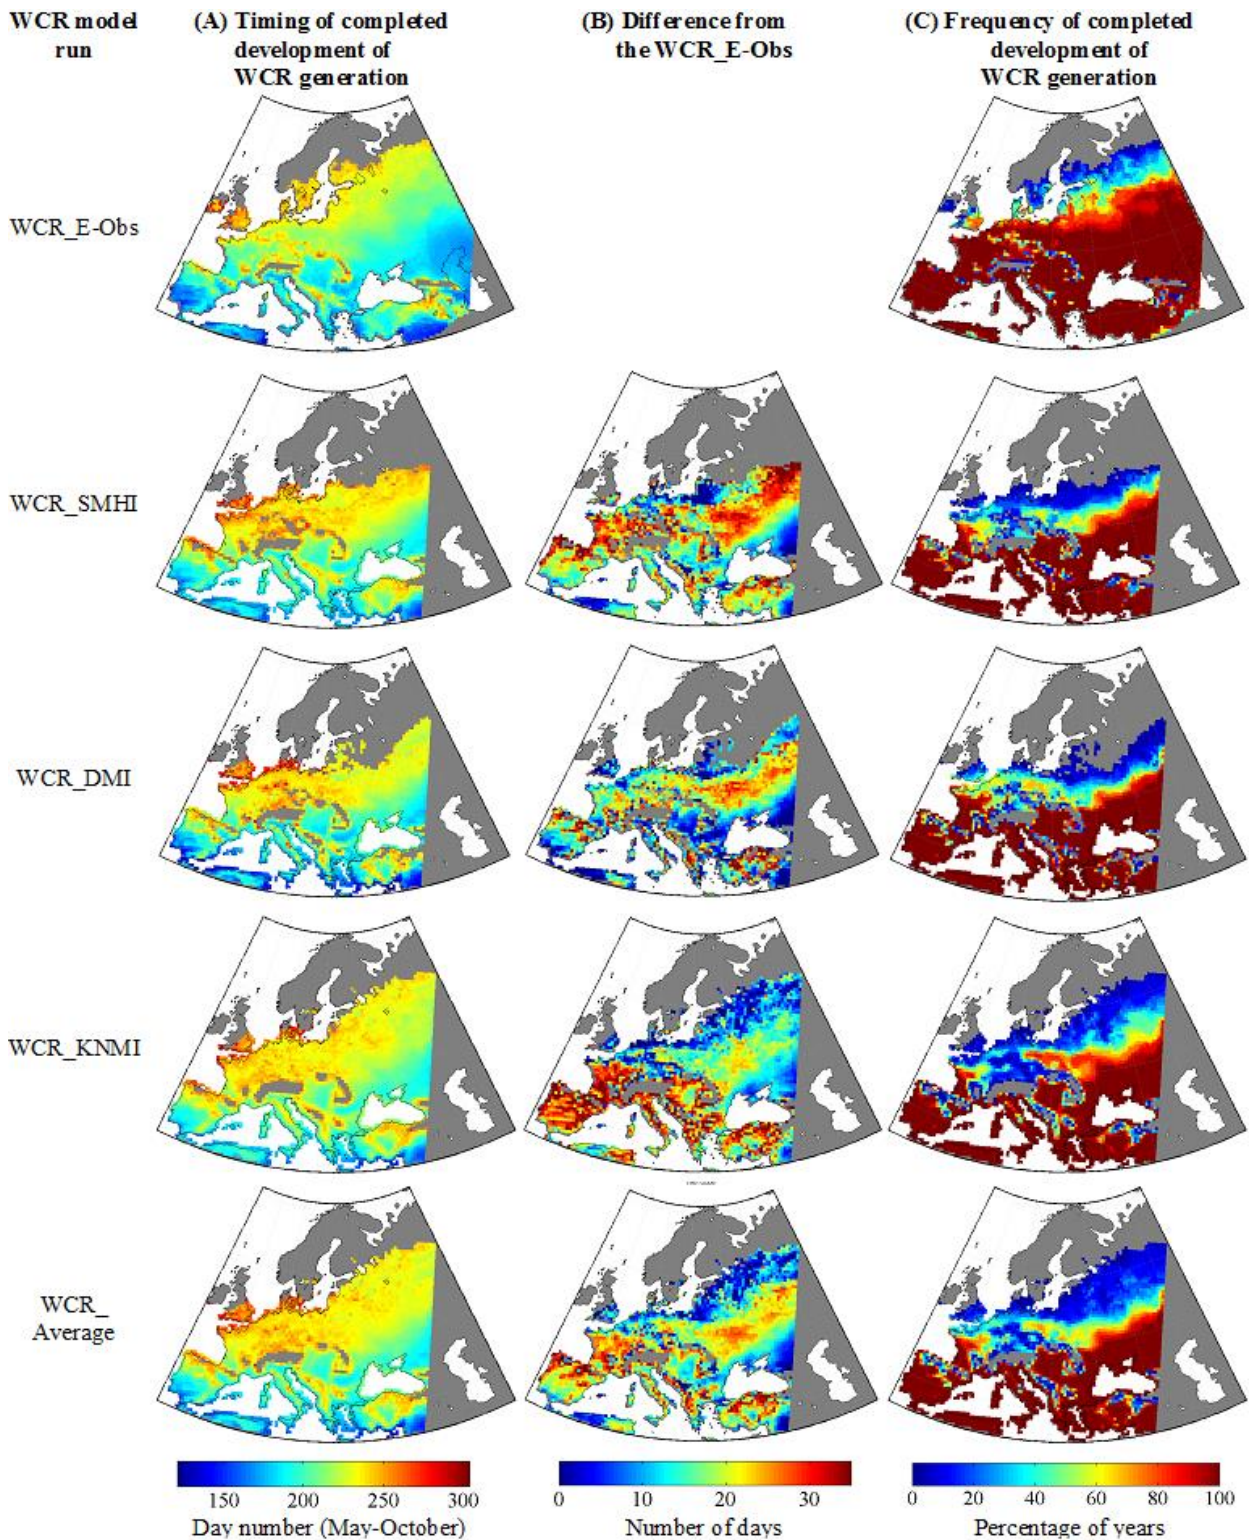 WCR model run
(A) Timing of completed development of WCR generation
(B) Difference from the WCR_E-Obs
(C) Frequency of completed development of WCR generation
WCR_E-Obs
WCR_SMHI
WCR_DMI
WCR_KNMI
WCR_ Average
150 200 250 300
Day number (May-October)
0 10 20 30
Number of days
0 20 40 60 80 100
Percentage of years